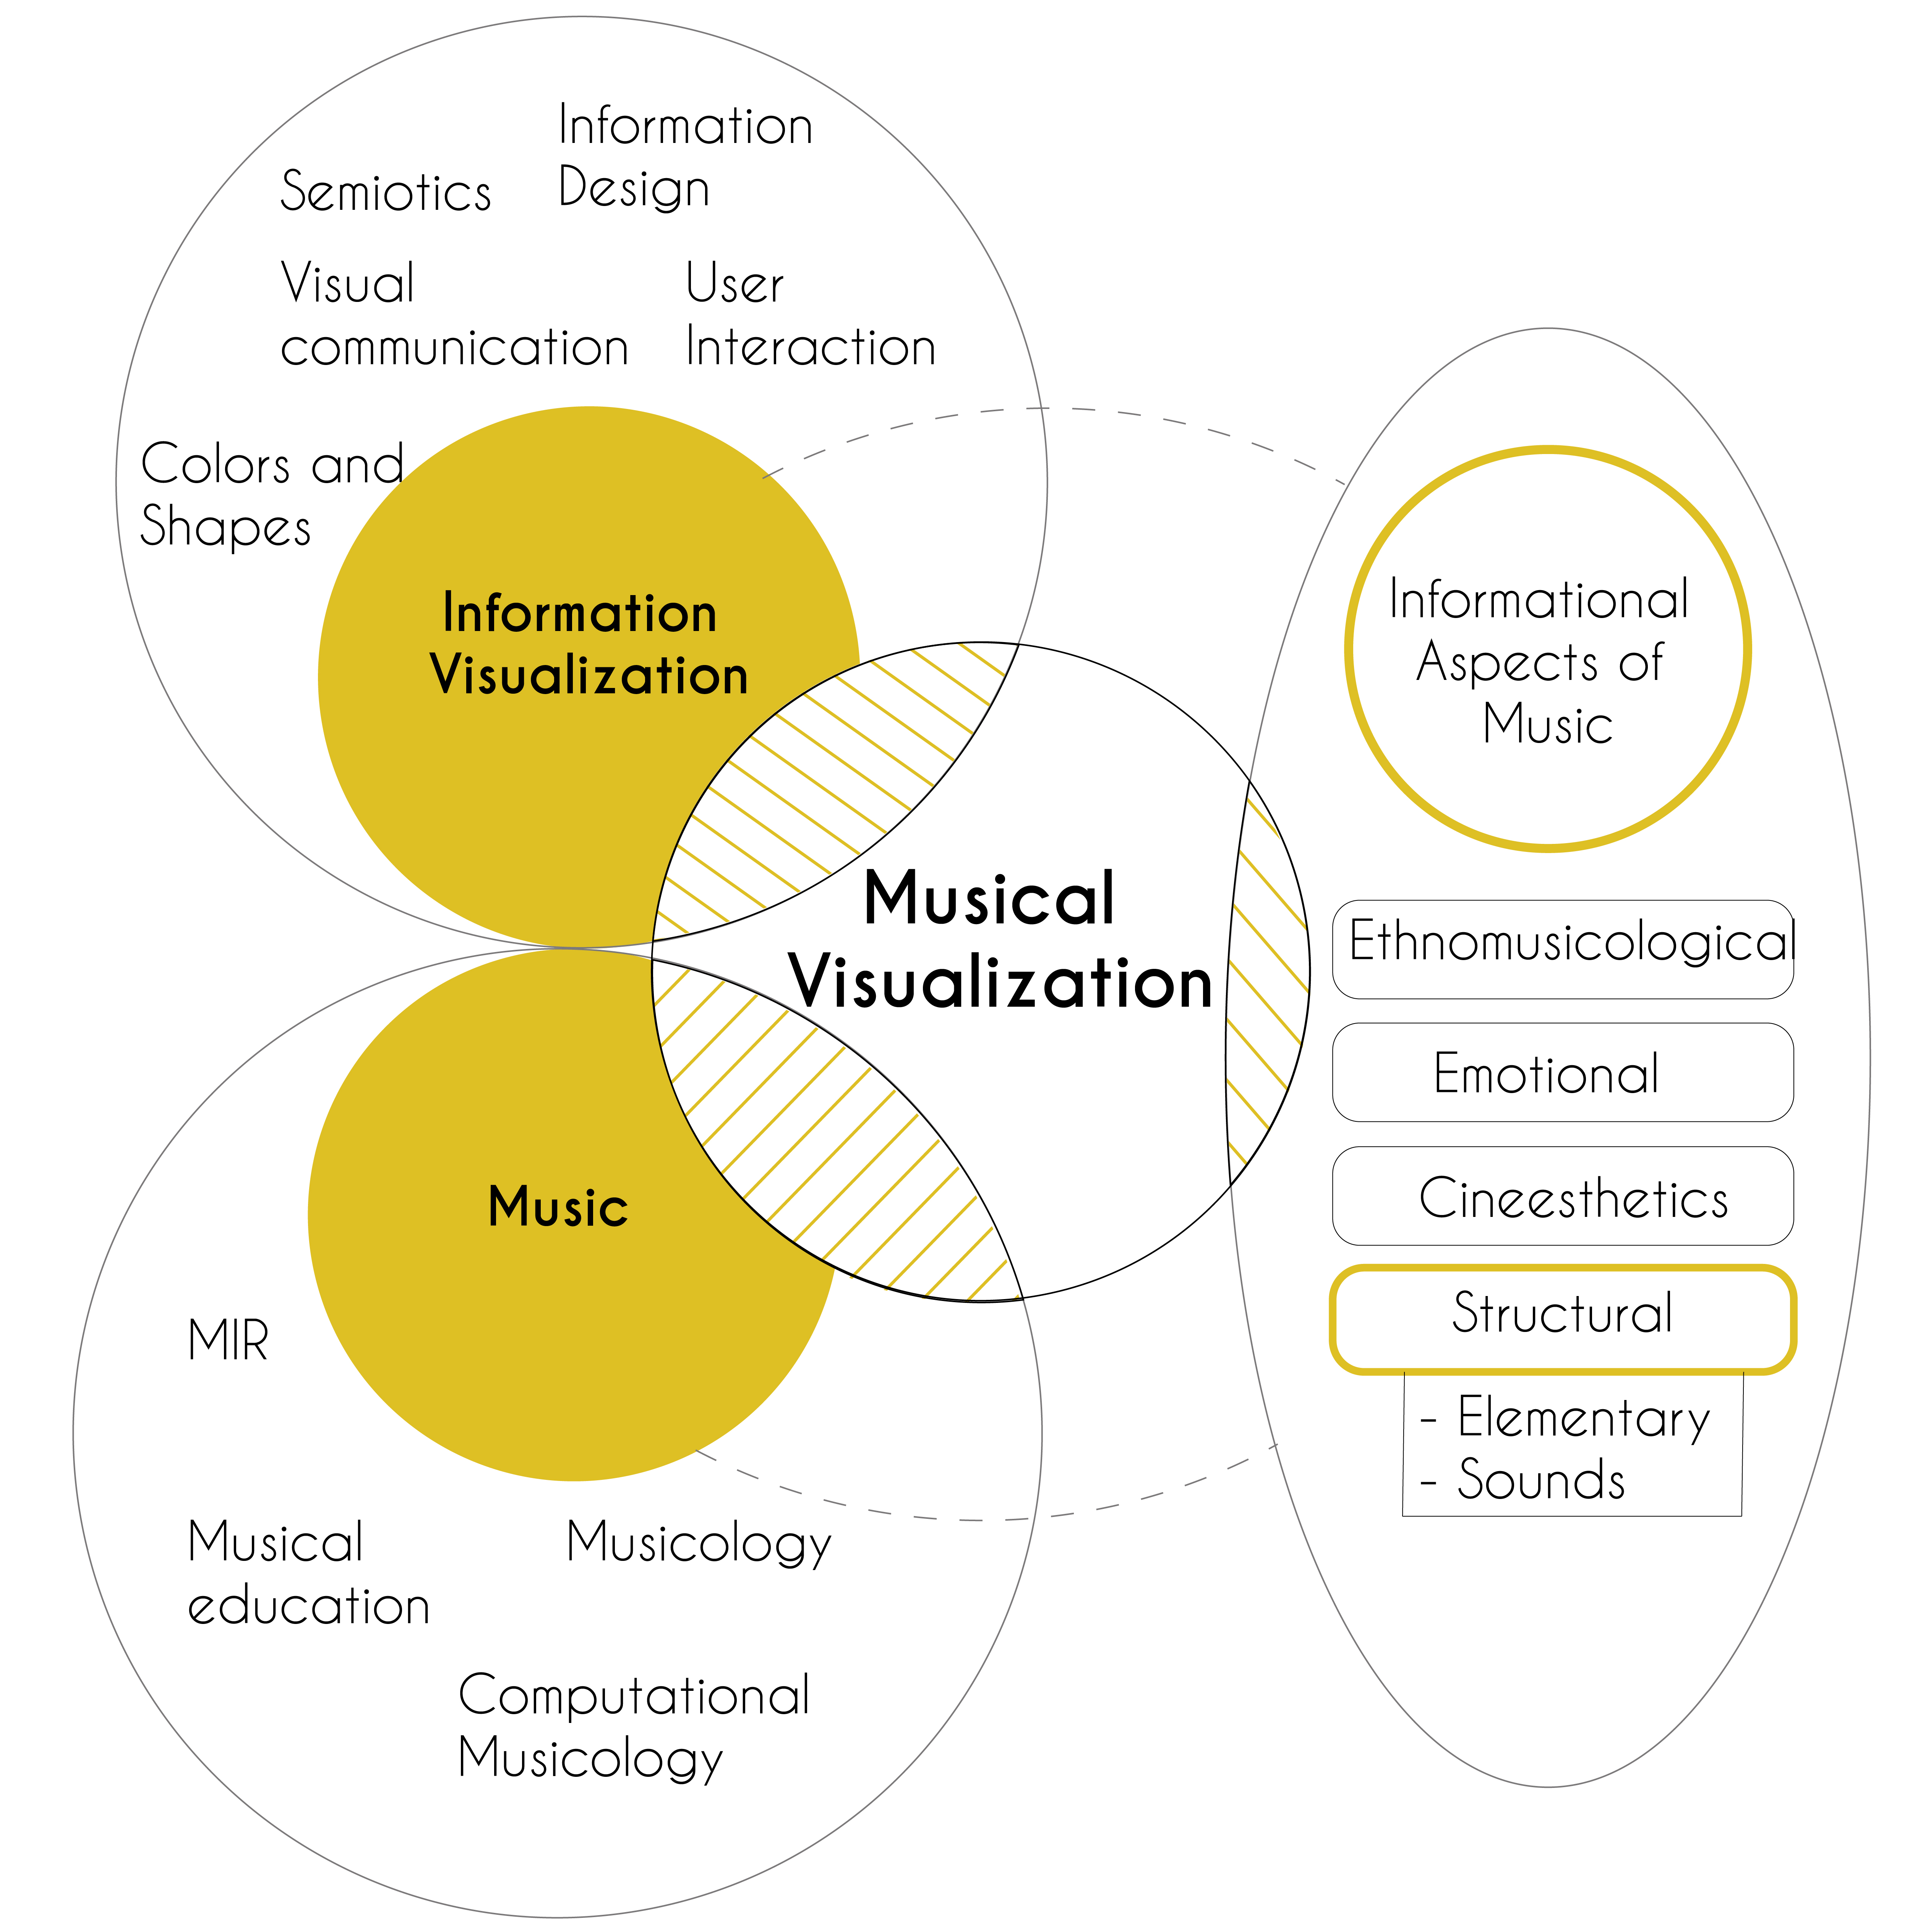 Information
Design
Semiotics
Visual
communication
User
Interaction
Colors and
Shapes
Information
Visualization
Informational
Aspects of
Music
Musical
Visualization
Ethnomusicological
Emotional
Cineesthetics
Structural
- Elementary
- Sounds
Music
MIR
Musical
education
Musicology
Computational
Musicology